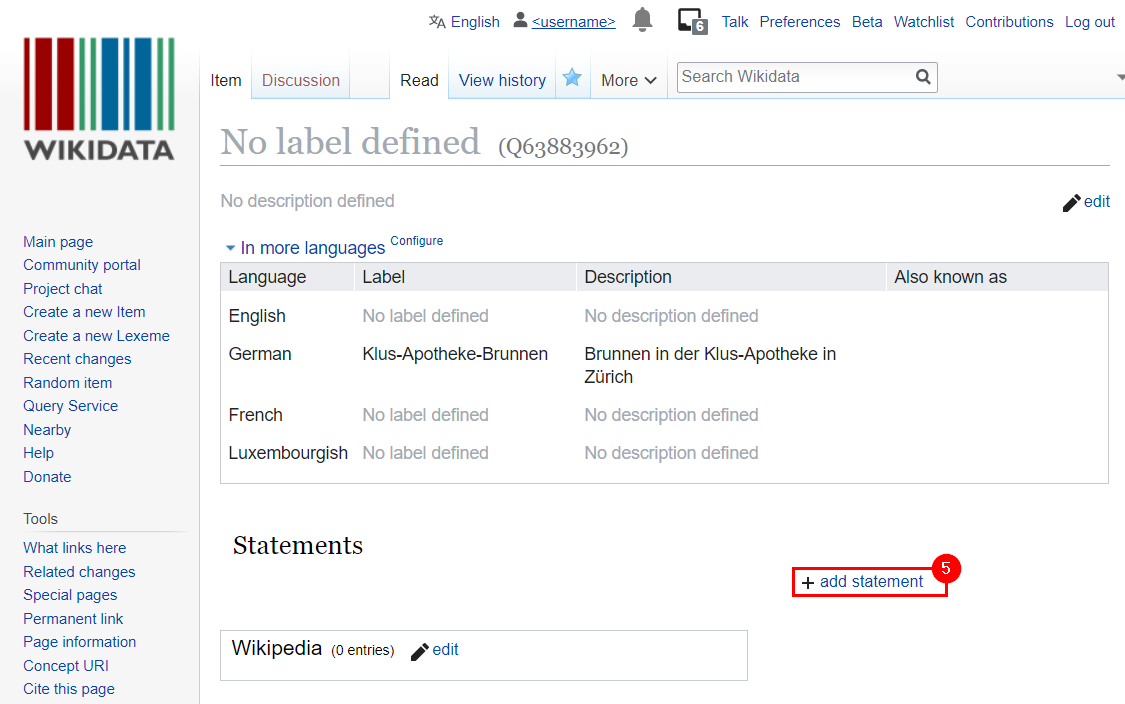 English <username> 6 Talk Preferences Beta Watchlist Contributions Log out
WIKIDATA
Item Discussion Read View history More Search Wikidata
No label defined (Q63883962)
No description defined edit
In more languages Configure
Language Label Description Also known as
English No label defined No description defined
German Klus-Apotheke-Brunnen Brunnen in der Klus-Apotheke in
Zürich
French No label defined No description defined
Luxembourgish No label defined No description defined
Statements
+ add statement 5
Wikipedia (0 entries) edit
Main page
Community portal
Project chat
Create a new Item
Create a new Lexeme
Recent changes
Random item
Query Service
Nearby
Help
Donate
Tools
What links here
Related changes
Special pages
Permanent link
Page information
Concept URI
Cite this page